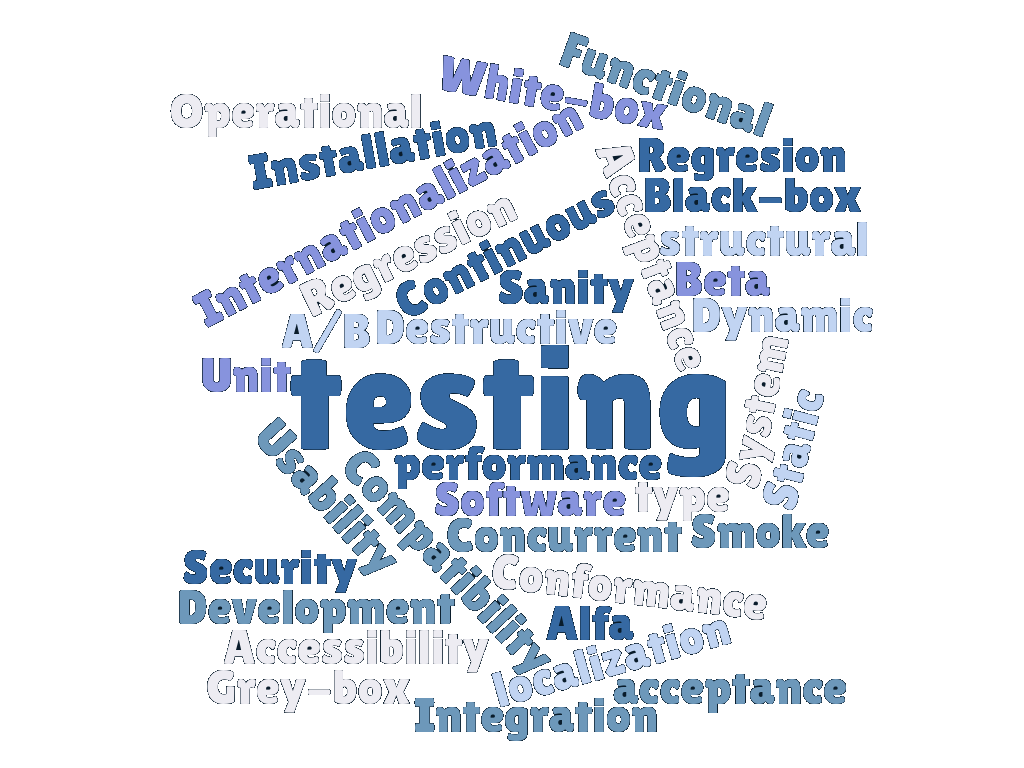 Functional
White-box
Operational
Installation
Internationalization
Regresion
Acceptance
Black-box
Regression
Continuous
structural
Sanity
Beta
A/B
Destructive
Dynamic
Unit
testing
System
Static
Usability
Compatibility
performance
Software
type
Concurrent
Smoke
Security
Conformance
Development
Alfa
Accessibility
localization
Grey-box
acceptance
Integration